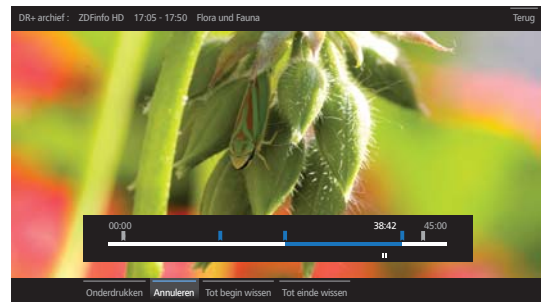 DR+ archief : ZDFinfo HD 17:05 - 17:50 Flora und Fauna Terug
00:00 38:42 45:00
Onderdrukken Annuleren Tot begin wissen Tot einde wissen